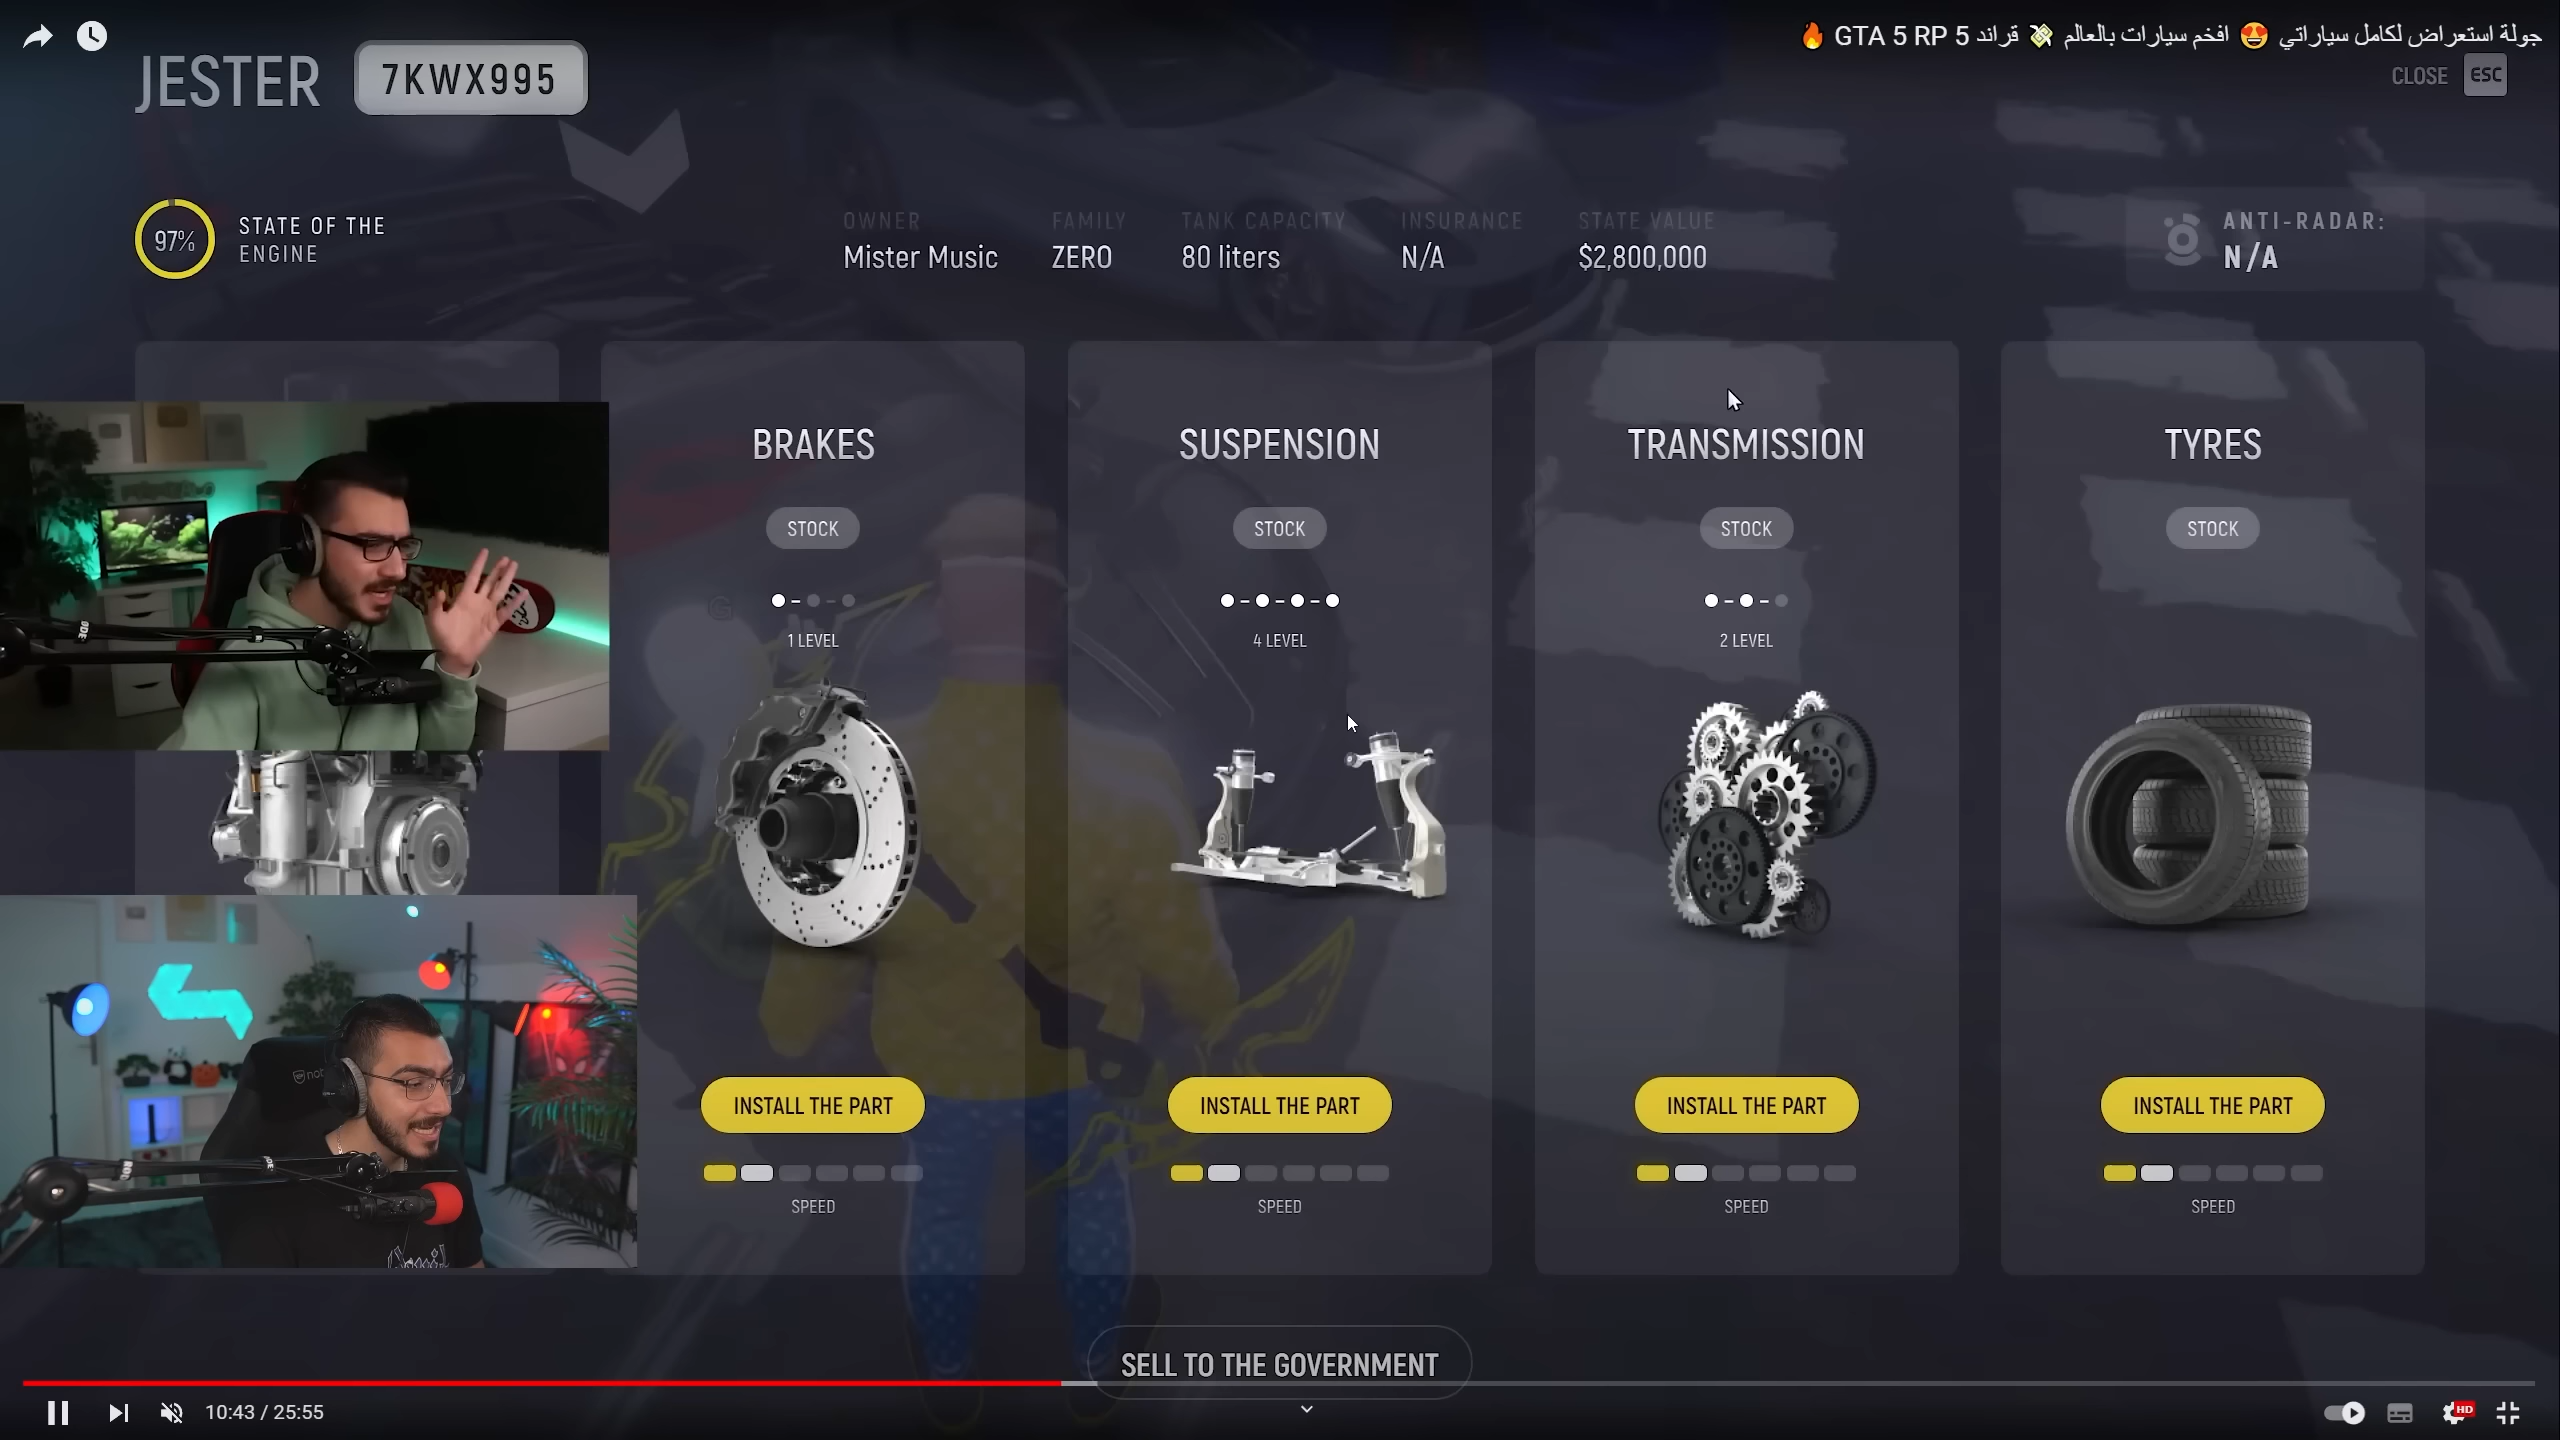 جولة استعراض لكامل سياراتي 😍 افخم سيارات بالعالم 💸 قراند 5 GTA 5 RP 🔥
JESTER
7KWX995
CLOSE ESC
97%
STATE OF THE
ENGINE
OWNER
Mister Music
FAMILY
ZERO
TANK CAPACITY
80 liters
INSURANCE
N/A
STATE VALUE
$2,800,000
ANTI-RADAR:
N/A
BRAKES
STOCK
1 LEVEL
INSTALL THE PART
SPEED
SUSPENSION
STOCK
4 LEVEL
INSTALL THE PART
SPEED
TRANSMISSION
STOCK
2 LEVEL
INSTALL THE PART
SPEED
TYRES
STOCK
INSTALL THE PART
SPEED
SELL TO THE GOVERNMENT
10:43 / 25:55
HD